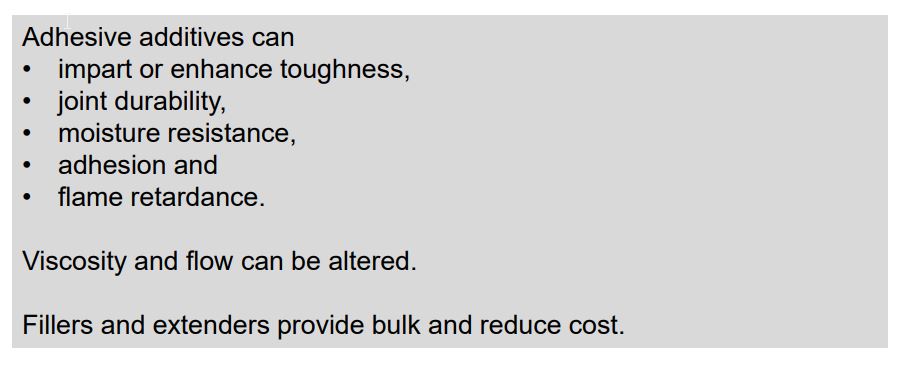 Adhesive additives can
• impart or enhance toughness,
• joint durability,
• moisture resistance,
• adhesion and
• flame retardance.
Viscosity and flow can be altered.
Fillers and extenders provide bulk and reduce cost.